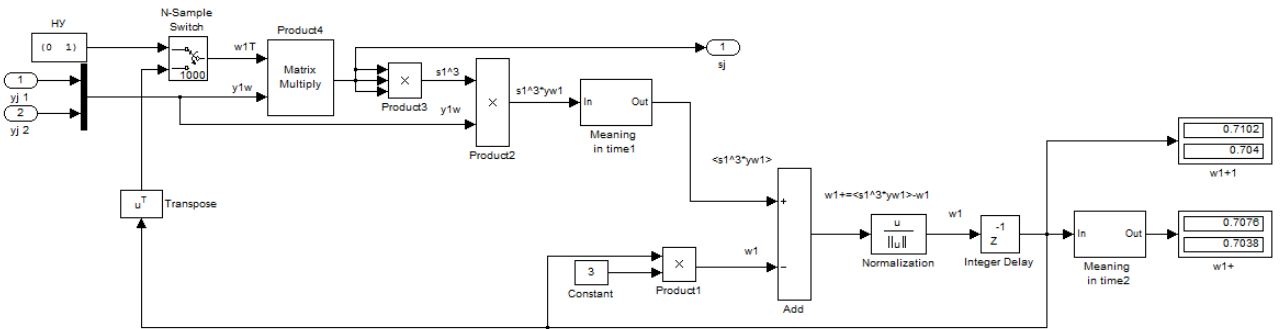 НУ
(0 1)
N-Sample
Switch
1000
1
yj 1
2
yj 2
w1T
y1w
Product4
Matrix
Multiply
Product3
s1^3
y1w
Product2
s1^3*yw1
In
Out
Meaning
in time1
1
sj
<s1^3*yw1>
u
T
Transpose
3
Constant
Product1
w1
+
−
Add
w1+=<s1^3*yw1>-w1
u
||u||
Normalization
w1
-1
Z
Integer Delay
In
Out
Meaning
in time2
0.7102
0.704
w1+1
0.7076
0.7038
w1+